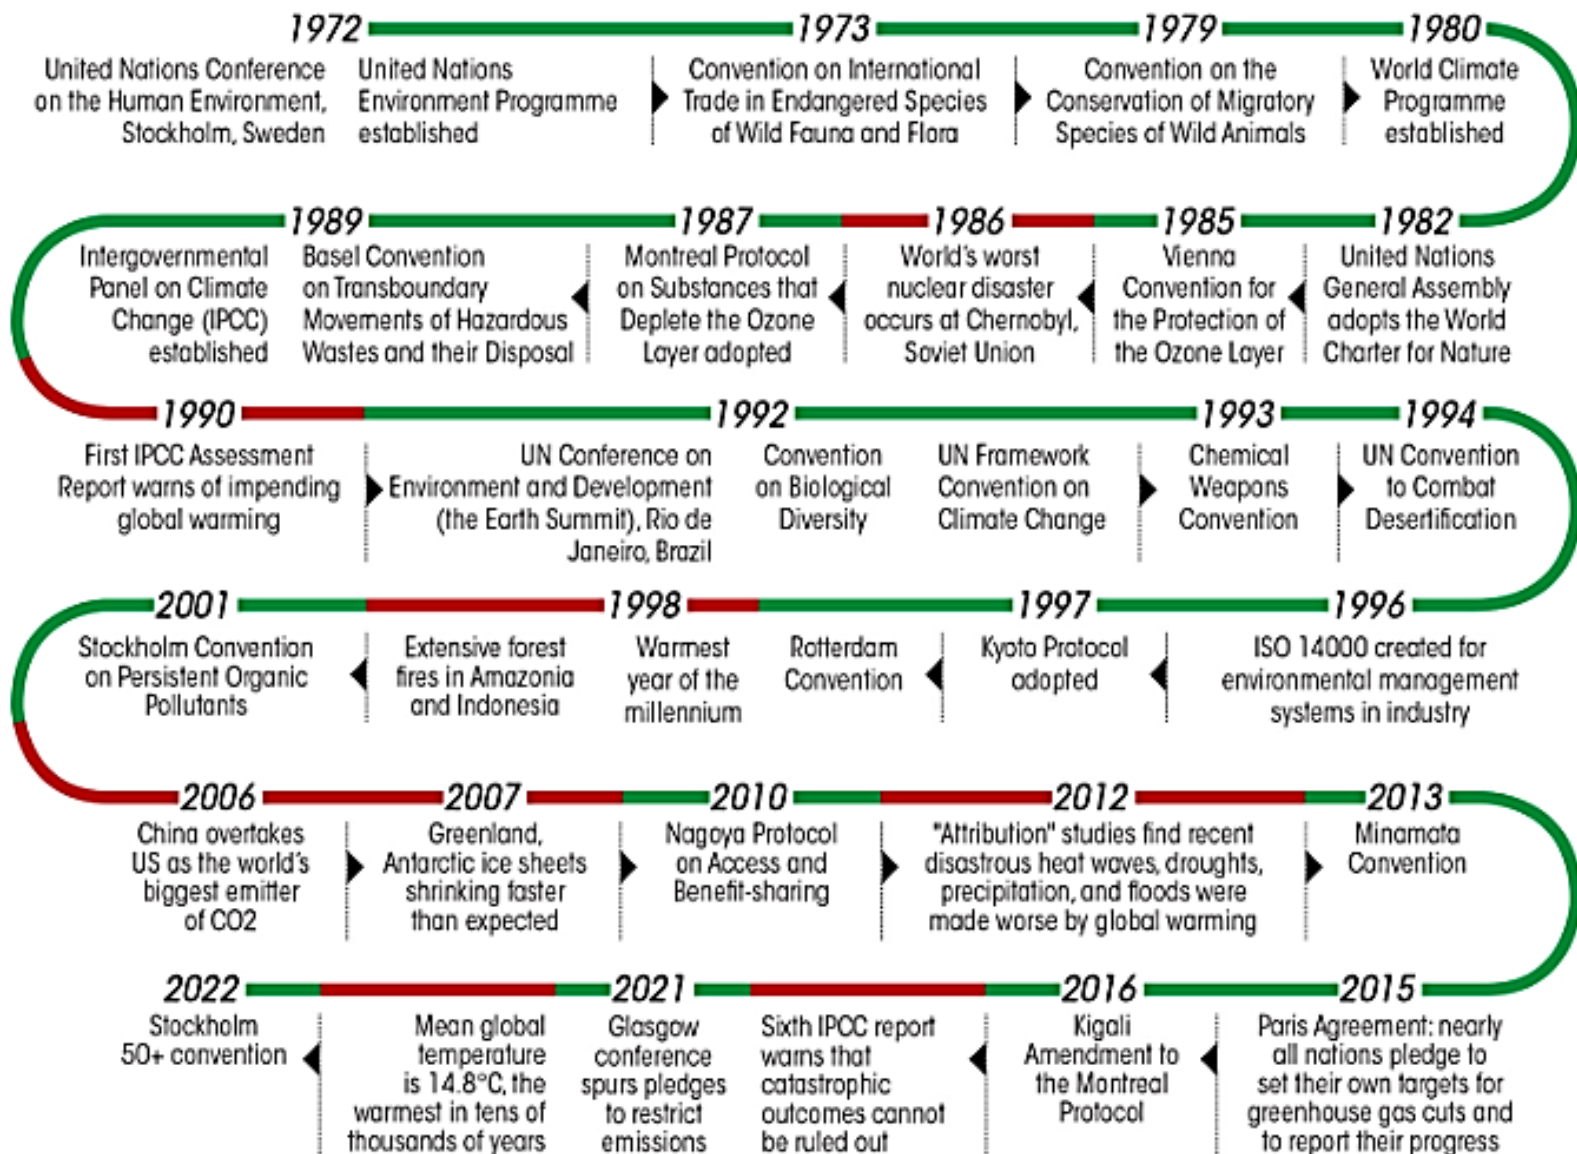 1972
United Nations Conference
on the Human Environment,
Stockholm, Sweden
United Nations
Environment Programme
established
1973
Convention on International
Trade in Endangered Species
of Wild Fauna and Flora
1979
Convention on the
Conservation of Migratory
Species of Wild Animals
1980
World Climate
Programme
established
1982
United Nations
General Assembly
adopts the World
Charter for Nature
1985
Vienna
Convention for
the Protection of
the Ozone Layer
1986
World's worst
nuclear disaster
occurs at Chernobyl,
Soviet Union
1987
Montreal Protocol
on Substances that
Deplete the Ozone
Layer adopted
1989
Basel Convention
on Transboundary
Movements of Hazardous
Wastes and their Disposal
Intergovernmental
Panel on Climate
Change (IPCC)
established
1990
First IPCC Assessment
Report warns of impending
global warming
1992
UN Conference on
Environment and Development
(the Earth Summit), Rio de
Janeiro, Brazil
Convention
on Biological
Diversity
UN Framework
Convention on
Climate Change
1993
Chemical
Weapons
Convention
1994
UN Convention
to Combat
Desertification
1996
ISO 14000 created for
environmental management
systems in industry
1997
Kyoto Protocol
adopted
1998
Rotterdam
Convention
Warmest
year of the
millennium
Extensive forest
fires in Amazonia
and Indonesia
2001
Stockholm Convention
on Persistent Organic
Pollutants
2006
China overtakes
US as the world's
biggest emitter
of CO2
2007
Greenland,
Antarctic ice sheets
shrinking faster
than expected
2010
Nagoya Protocol
on Access and
Benefit-sharing
2012
"Attribution" studies find recent
disastrous heat waves, droughts,
precipitation, and floods were
made worse by global warming
2013
Minamata
Convention
2015
Paris Agreement: nearly
all nations pledge to
set their own targets for
greenhouse gas cuts and
to report their progress
2016
Kigali
Amendment to
the Montreal
Protocol
2021
Sixth IPCC report
warns that
catastrophic
outcomes cannot
be ruled out
Glasgow
conference
spurs pledges
to restrict
emissions
Mean global
temperature
is 14.8°C, the
warmest in tens of
thousands of years
2022
Stockholm
50+ convention